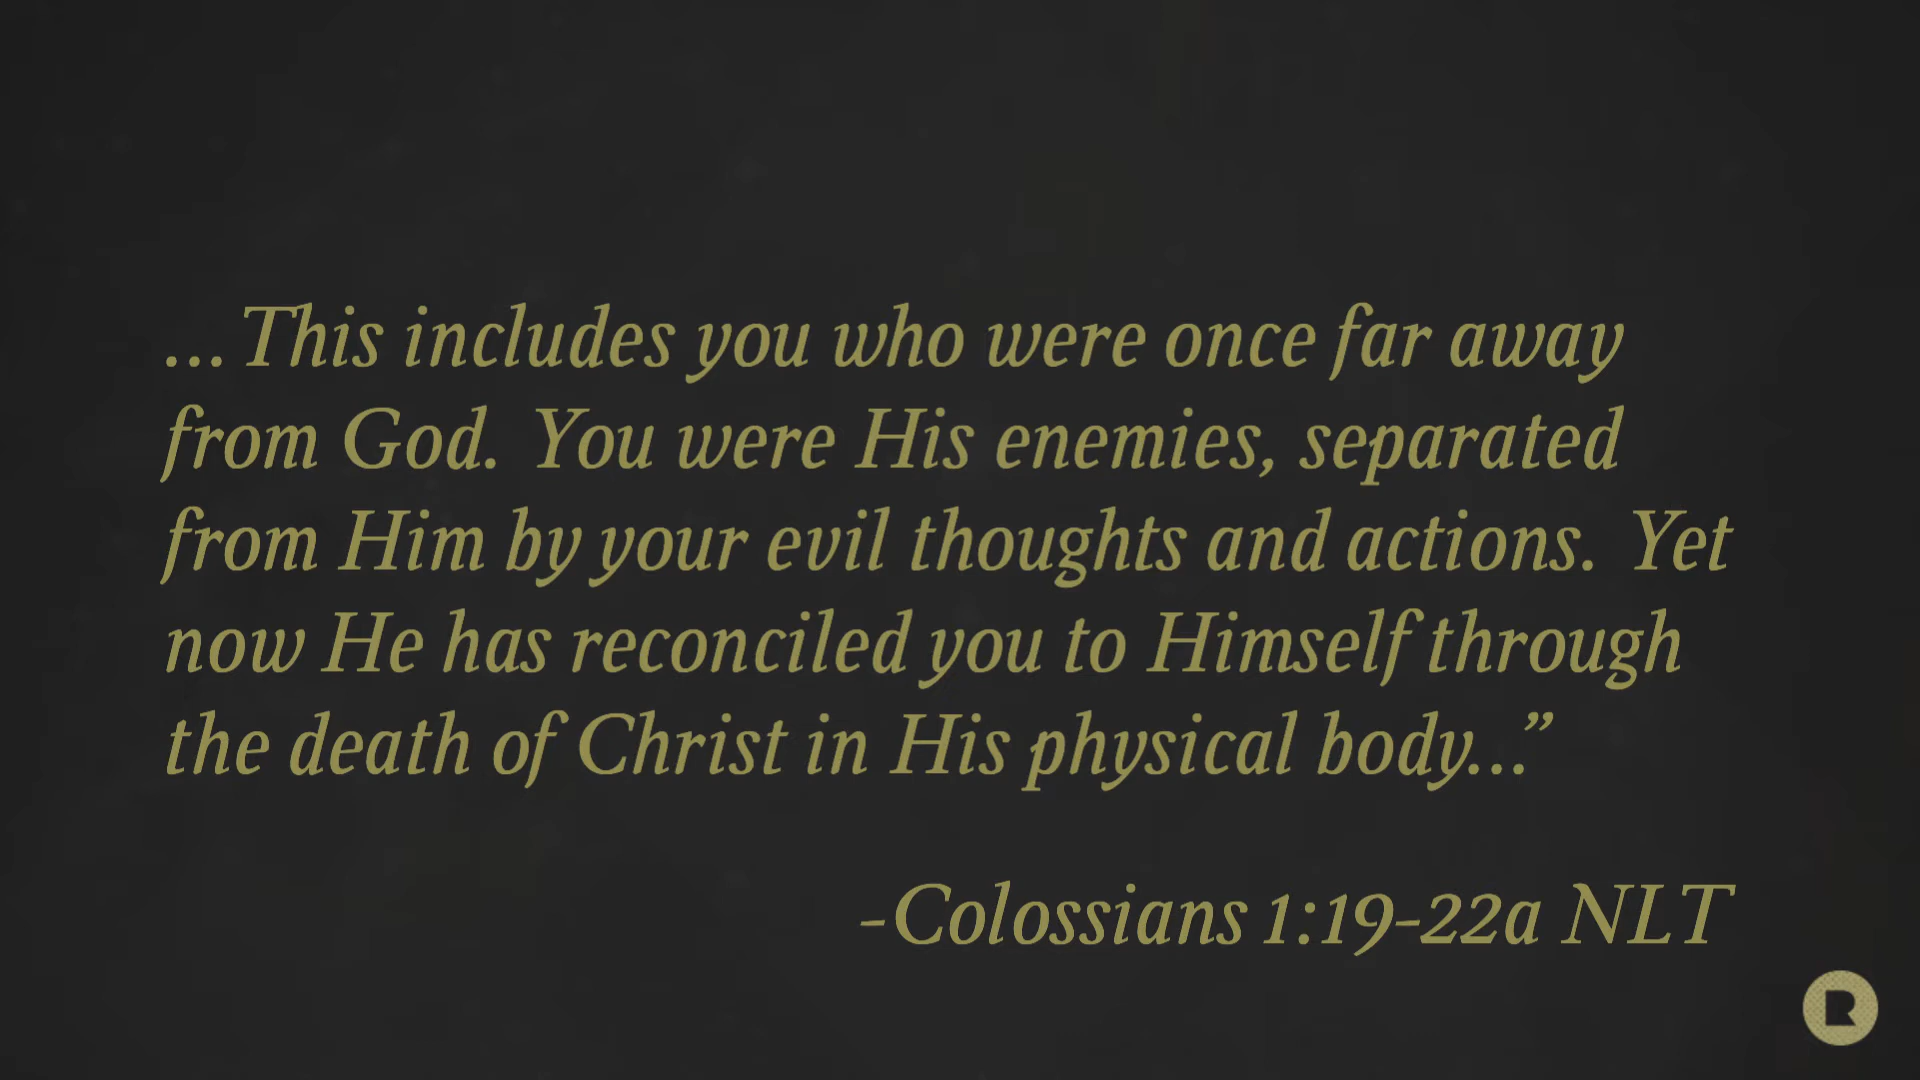 ...This includes you who were once far away
from God. You were His enemies, separated
from Him by your evil thoughts and actions. Yet
now He has reconciled you to Himself through
the death of Christ in His physical body...”
-Colossians 1:19-22a NLT
R